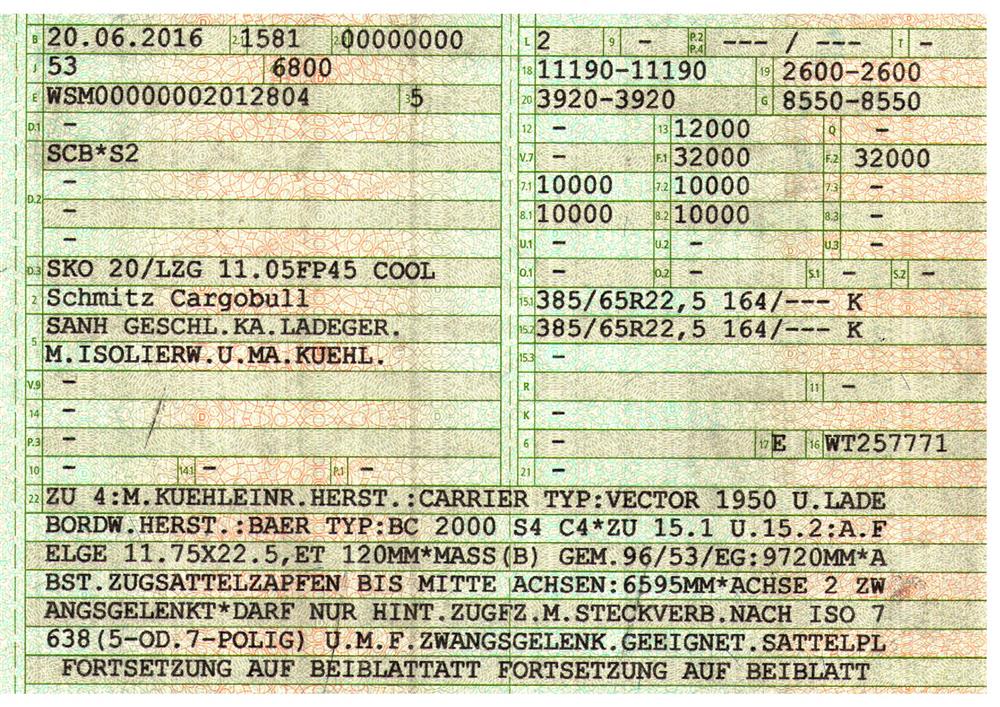 B 20.06.2016 2.1 1581 2.2 00000000
J 53 6800
E WSM00000002012804 3 5
D.1 -
SCB*S2
D.2 -
-
-
D.3 SKO 20/LZG 11.05FP45 COOL
2 Schmitz Cargobull
5 SANH GESCHL.KA.LADEGER.
M.ISOLIERW.U.MA.KUEHL.
V.9 -
14 -
P.3 -
10 - 14.1 - P.1 -
L 2 9 - P.2 P.4 --- / --- T -
18 11190-11190 19 2600-2600
20 3920-3920 G 8550-8550
12 - 13 12000 Q -
V.7 - F.1 32000 F.2 32000
7.1 10000 7.2 10000 7.3 -
8.1 10000 8.2 10000 8.3 -
U.1 - U.2 - U.3 -
O.1 - O.2 - S.1 - S.2 -
15.1 385/65R22,5 164/--- K
15.2 385/65R22,5 164/--- K
15.3 -
R 11 -
K -
6 - 17 E 16 WT257771
21 -
22 ZU 4:M.KUEHLEINR.HERST.:CARRIER TYP:VECTOR 1950 U.LADE
BORDW.HERST.:BAER TYP:BC 2000 S4 C4*ZU 15.1 U.15.2:A.F
ELGE 11.75X22.5,ET 120MM*MASS(B) GEM.96/53/EG:9720MM*A
BST.ZUGSATTELZAPFEN BIS MITTE ACHSEN:6595MM*ACHSE 2 ZW
ANGSGELENKT*DARF NUR HINT.ZUGFZ.M.STECKVERB.NACH ISO 7
638(5-OD.7-POLIG) U.M.F.ZWANGSGELENK.GEEIGNET.SATTELPL
FORTSETZUNG AUF BEIBLATTATT FORTSETZUNG AUF BEIBLATT